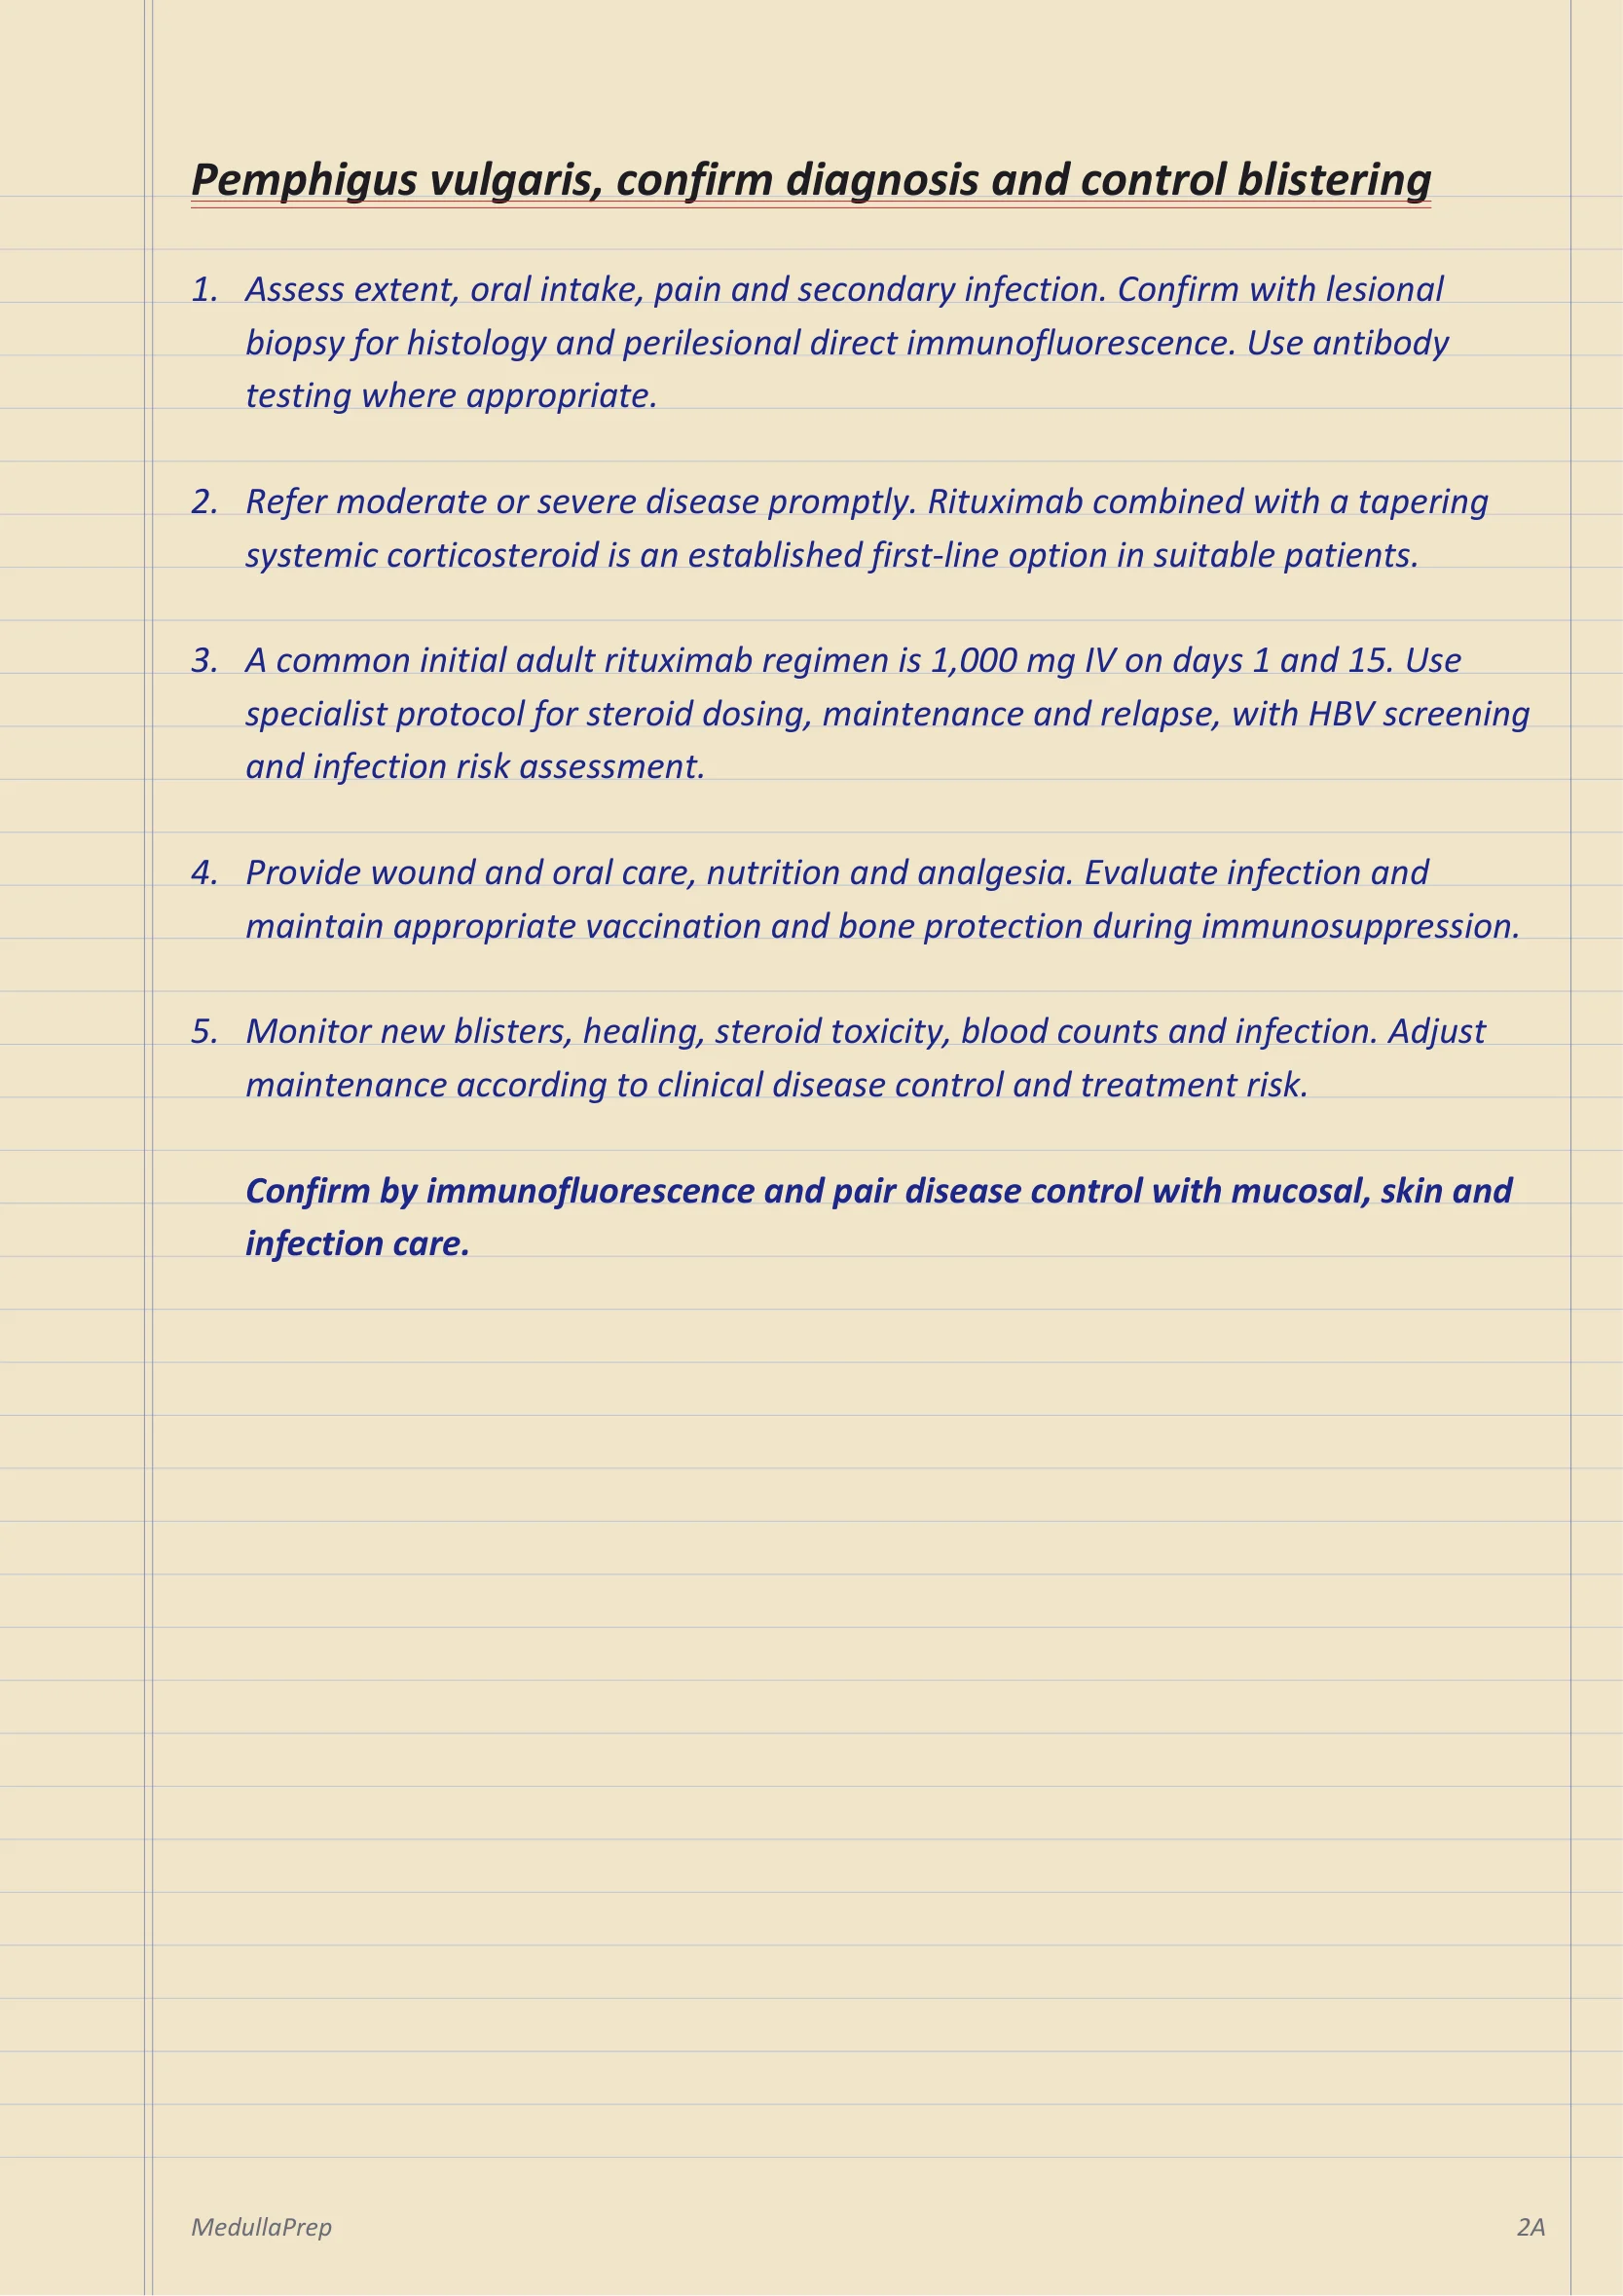 Pemphigus vulgaris, confirm diagnosis and control blistering
1. Assess extent, oral intake, pain and secondary infection. Confirm with lesional
biopsy for histology and perilesional direct immunofluorescence. Use antibody
testing where appropriate.
2. Refer moderate or severe disease promptly. Rituximab combined with a tapering
systemic corticosteroid is an established first-line option in suitable patients.
3. A common initial adult rituximab regimen is 1,000 mg IV on days 1 and 15. Use
specialist protocol for steroid dosing, maintenance and relapse, with HBV screening
and infection risk assessment.
4. Provide wound and oral care, nutrition and analgesia. Evaluate infection and
maintain appropriate vaccination and bone protection during immunosuppression.
5. Monitor new blisters, healing, steroid toxicity, blood counts and infection. Adjust
maintenance according to clinical disease control and treatment risk.
Confirm by immunofluorescence and pair disease control with mucosal, skin and
infection care.
MedullaPrep
2A